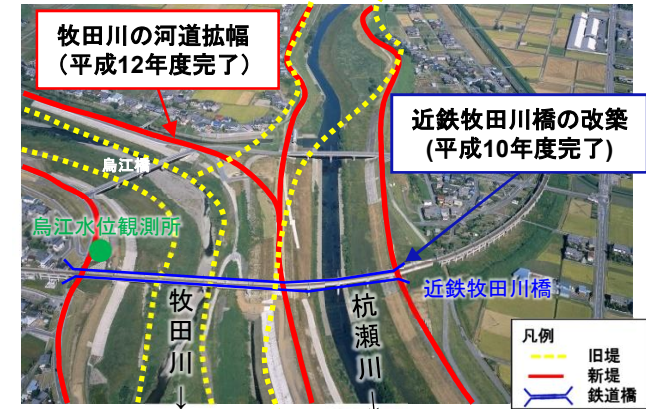 牧田川の河道拡幅
（平成12年度完了）
近鉄牧田川橋の改築
(平成10年度完了)
烏江橋
烏江水位観測所
近鉄牧田川橋
牧田川↓
杭瀬川↓
凡例
旧堤
新堤
鉄道橋